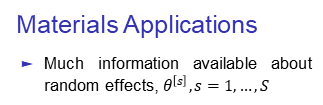 Materials Applications
► Much information available about
random effects, θ^[s], s = 1, …, S